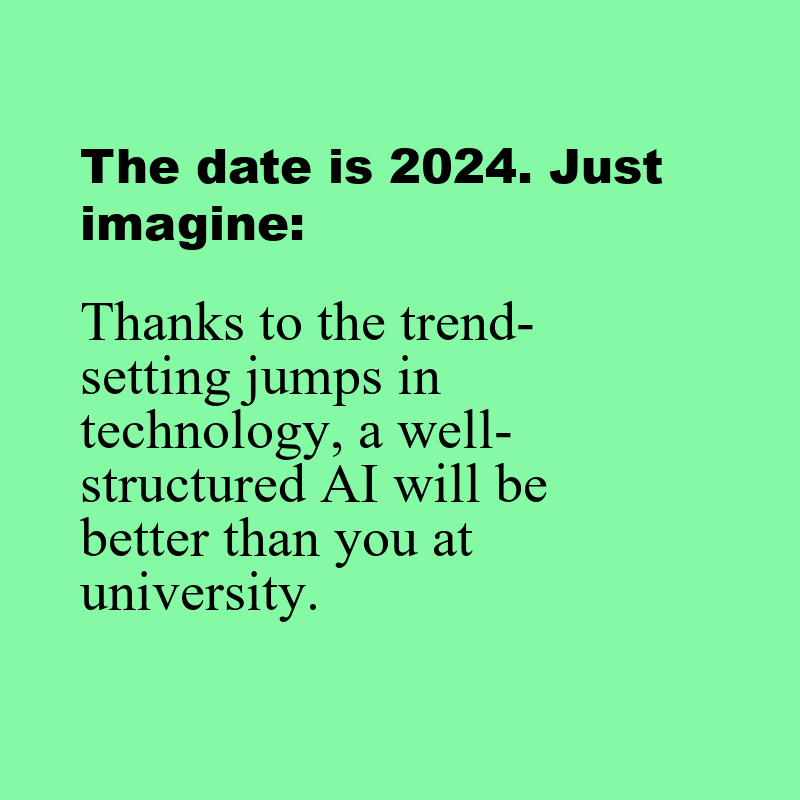 The date is 2024. Just
imagine:
Thanks to the trend-
setting jumps in
technology, a well-
structured AI will be
better than you at
university.